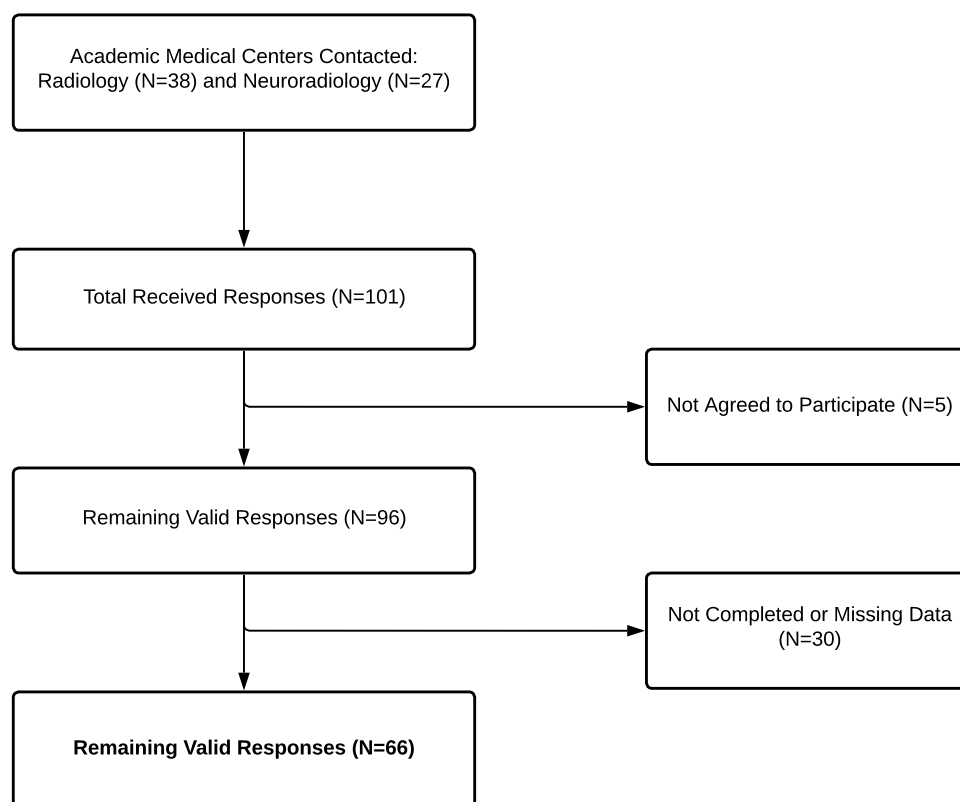 Academic Medical Centers Contacted:
Radiology (N=38) and Neuroradiology (N=27)
Total Received Responses (N=101)
Not Agreed to Participate (N=5)
Remaining Valid Responses (N=96)
Not Completed or Missing Data
(N=30)
Remaining Valid Responses (N=66)